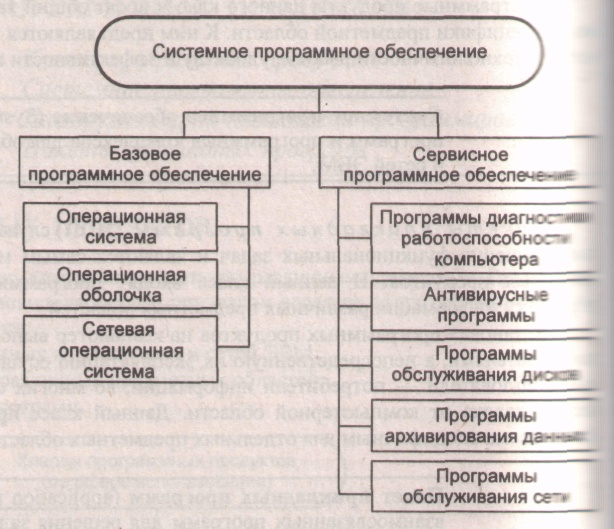 Системное программное обеспечение
Базовое
программное обеспечение
Сервисное
программное обеспечение
Операционная
система
Операционная
оболочка
Сетевая
операционная
система
Программы диагностики
работоспособности
компьютера
Антивирусные
программы
Программы
обслуживания дисков
Программы
архивирования данных
Программы
обслуживания сети